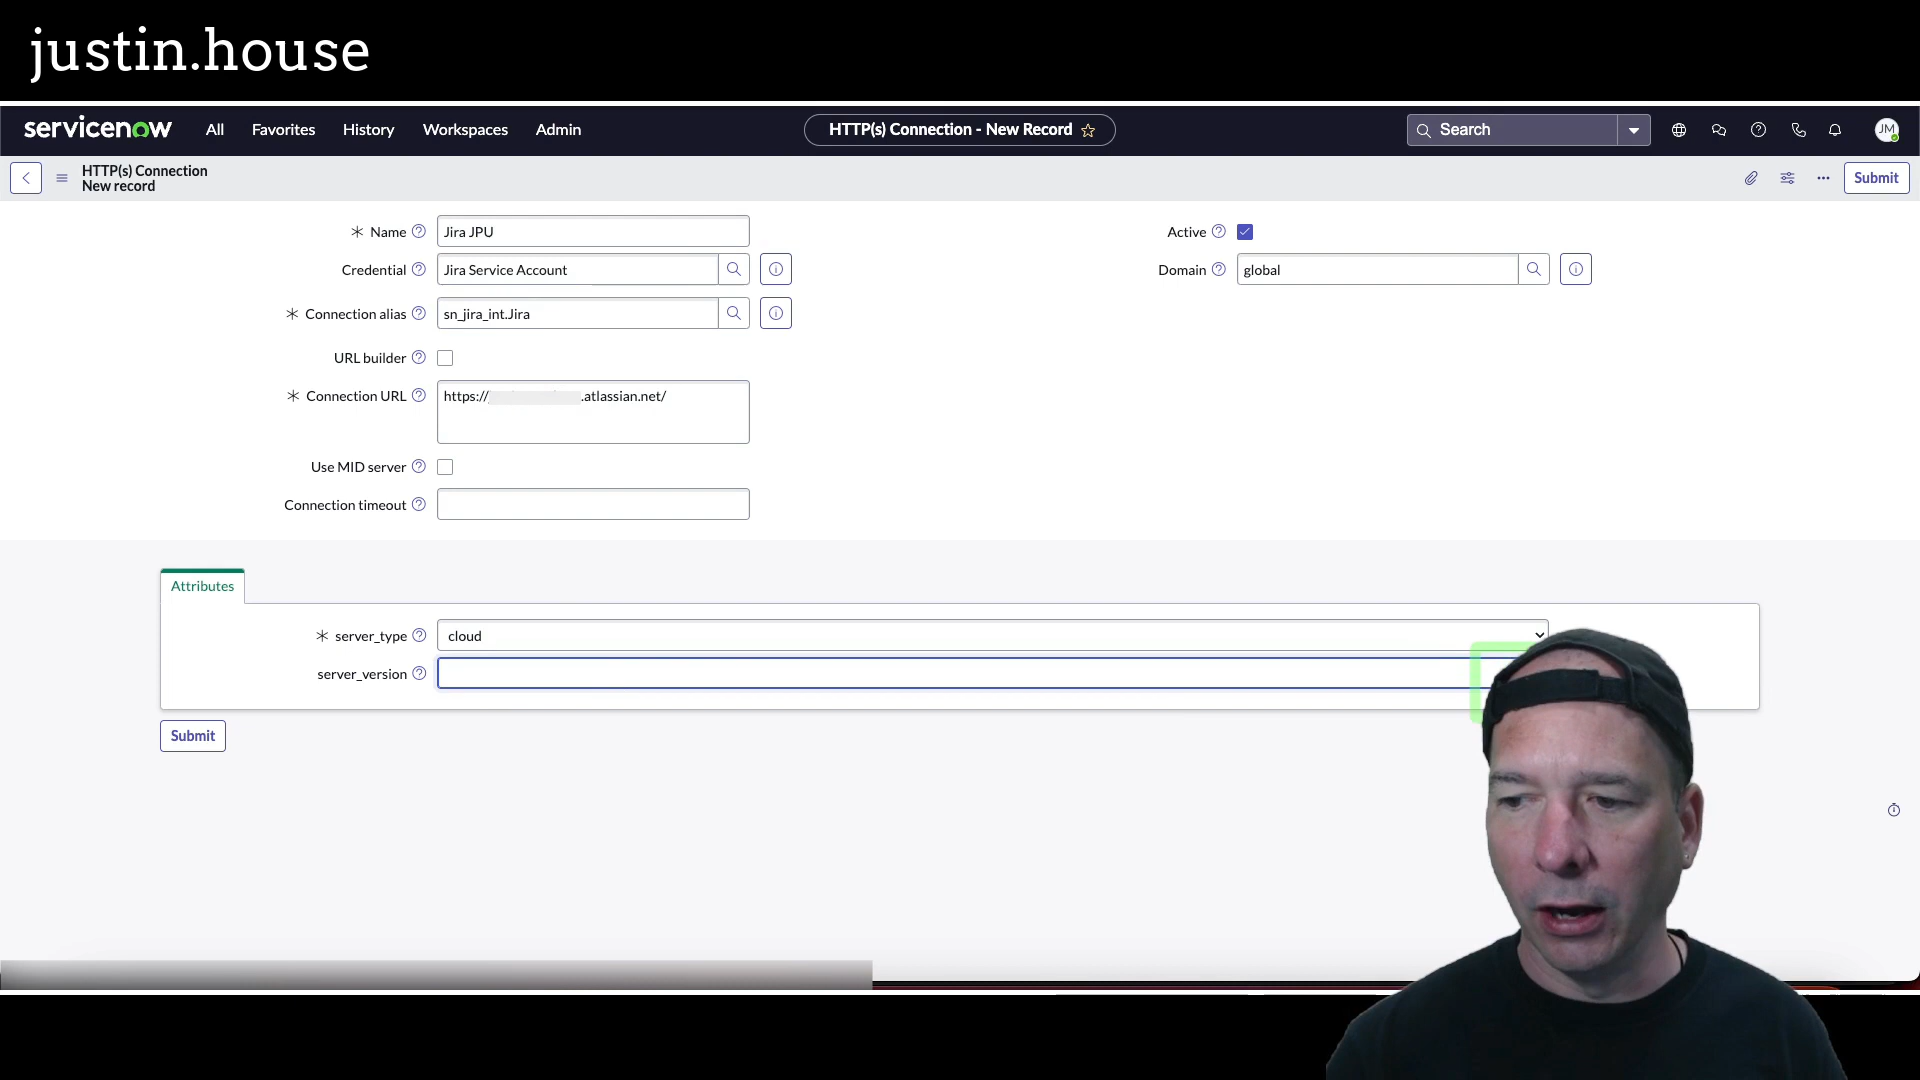 justin.house
servicenow All Favorites History Workspaces Admin HTTP(s) Connection - New Record Search JM
HTTP(s) Connection
New record
Submit
Name Jira JPU
Active
Credential Jira Service Account
Domain global
Connection alias sn_jira_int.Jira
URL builder
Connection URL https:// .atlassian.net/
Use MID server
Connection timeout
Attributes
server_type cloud
server_version
Submit